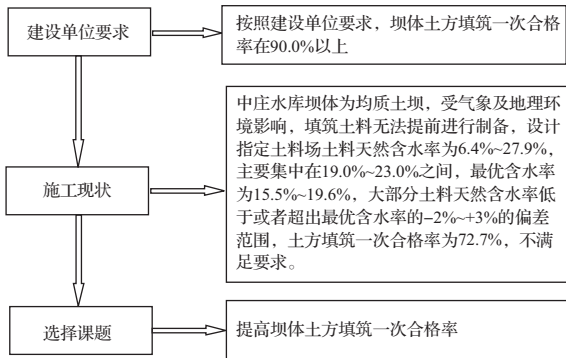 建设单位要求
按照建设单位要求，坝体土方填筑一次合格
率在90.0%以上
施工现状
中庄水库坝体为均质土坝，受气象及地理环
境影响，填筑土料无法提前进行制备，设计
指定土料场土料天然含水率为6.4%~27.9%，
主要集中在19.0%~23.0%之间，最优含水率
为15.5%~19.6%，大部分土料天然含水率低
于或者超出最优含水率的–2%~+3%的偏差
范围，土方填筑一次合格率为72.7%，不满
足要求。
选择课题
提高坝体土方填筑一次合格率